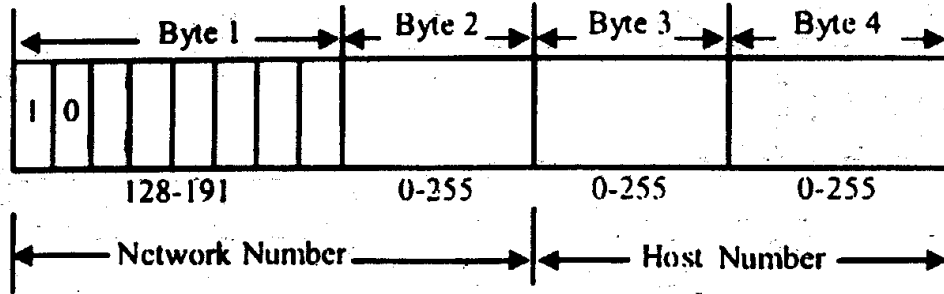 Byte 1 Byte 2 Byte 3 Byte 4
1 0
128-191 0-255 0-255 0-255
Network Number Host Number